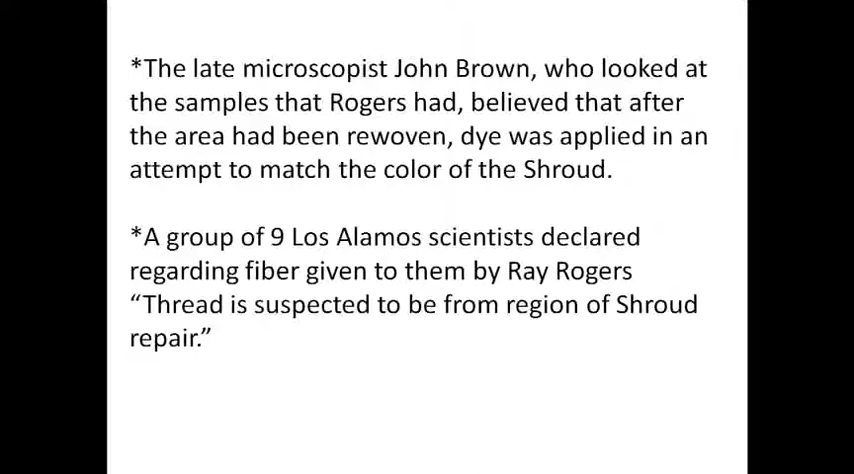 *The late microscopist John Brown, who looked at
the samples that Rogers had, believed that after
the area had been rewoven, dye was applied in an
attempt to match the color of the Shroud.
*A group of 9 Los Alamos scientists declared
regarding fiber given to them by Ray Rogers
“Thread is suspected to be from region of Shroud
repair.”